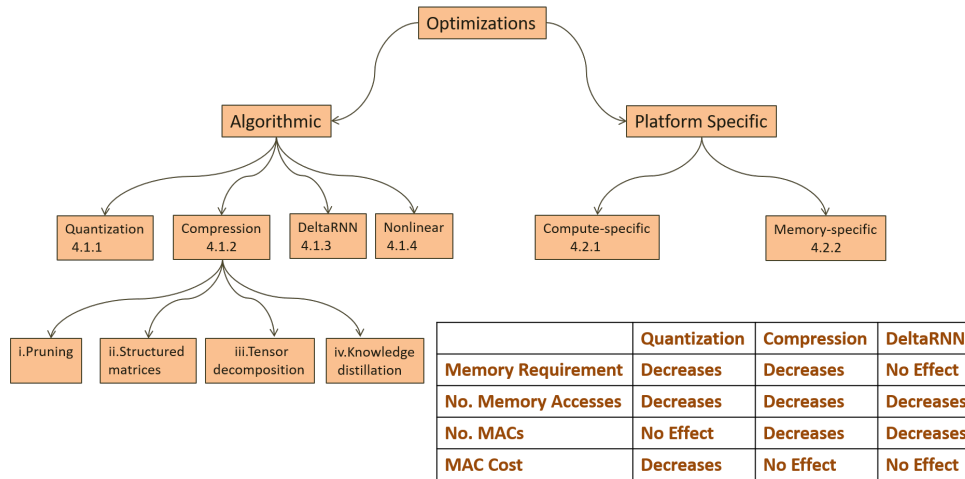 Optimizations
Algorithmic
Platform Specific
Quantization
4.1.1
Compression
4.1.2
DeltaRNN
4.1.3
Nonlinear
4.1.4
Compute-specific
4.2.1
Memory-specific
4.2.2
i.Pruning
ii.Structured
matrices
iii.Tensor
decomposition
iv.Knowledge
distillation
Quantization Compression DeltaRNN
Memory Requirement Decreases Decreases No Effect
No. Memory Accesses Decreases Decreases Decreases
No. MACs No Effect Decreases Decreases
MAC Cost Decreases No Effect No Effect